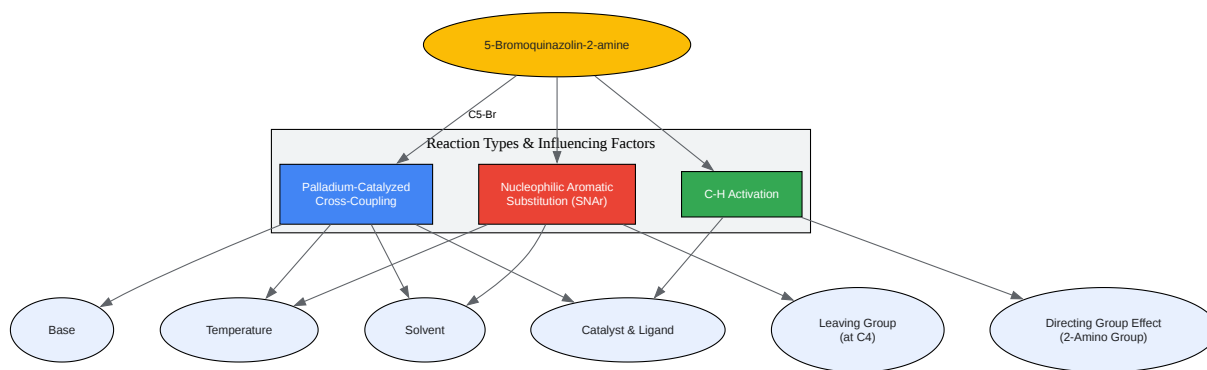 5-Bromoquinazolin-2-amine
C5-Br
Reaction Types & Influencing Factors
Palladium-Catalyzed
Cross-Coupling
Nucleophilic Aromatic
Substitution (SNAr)
C-H Activation
Base
Temperature
Solvent
Catalyst & Ligand
Leaving Group
(at C4)
Directing Group Effect
(2-Amino Group)